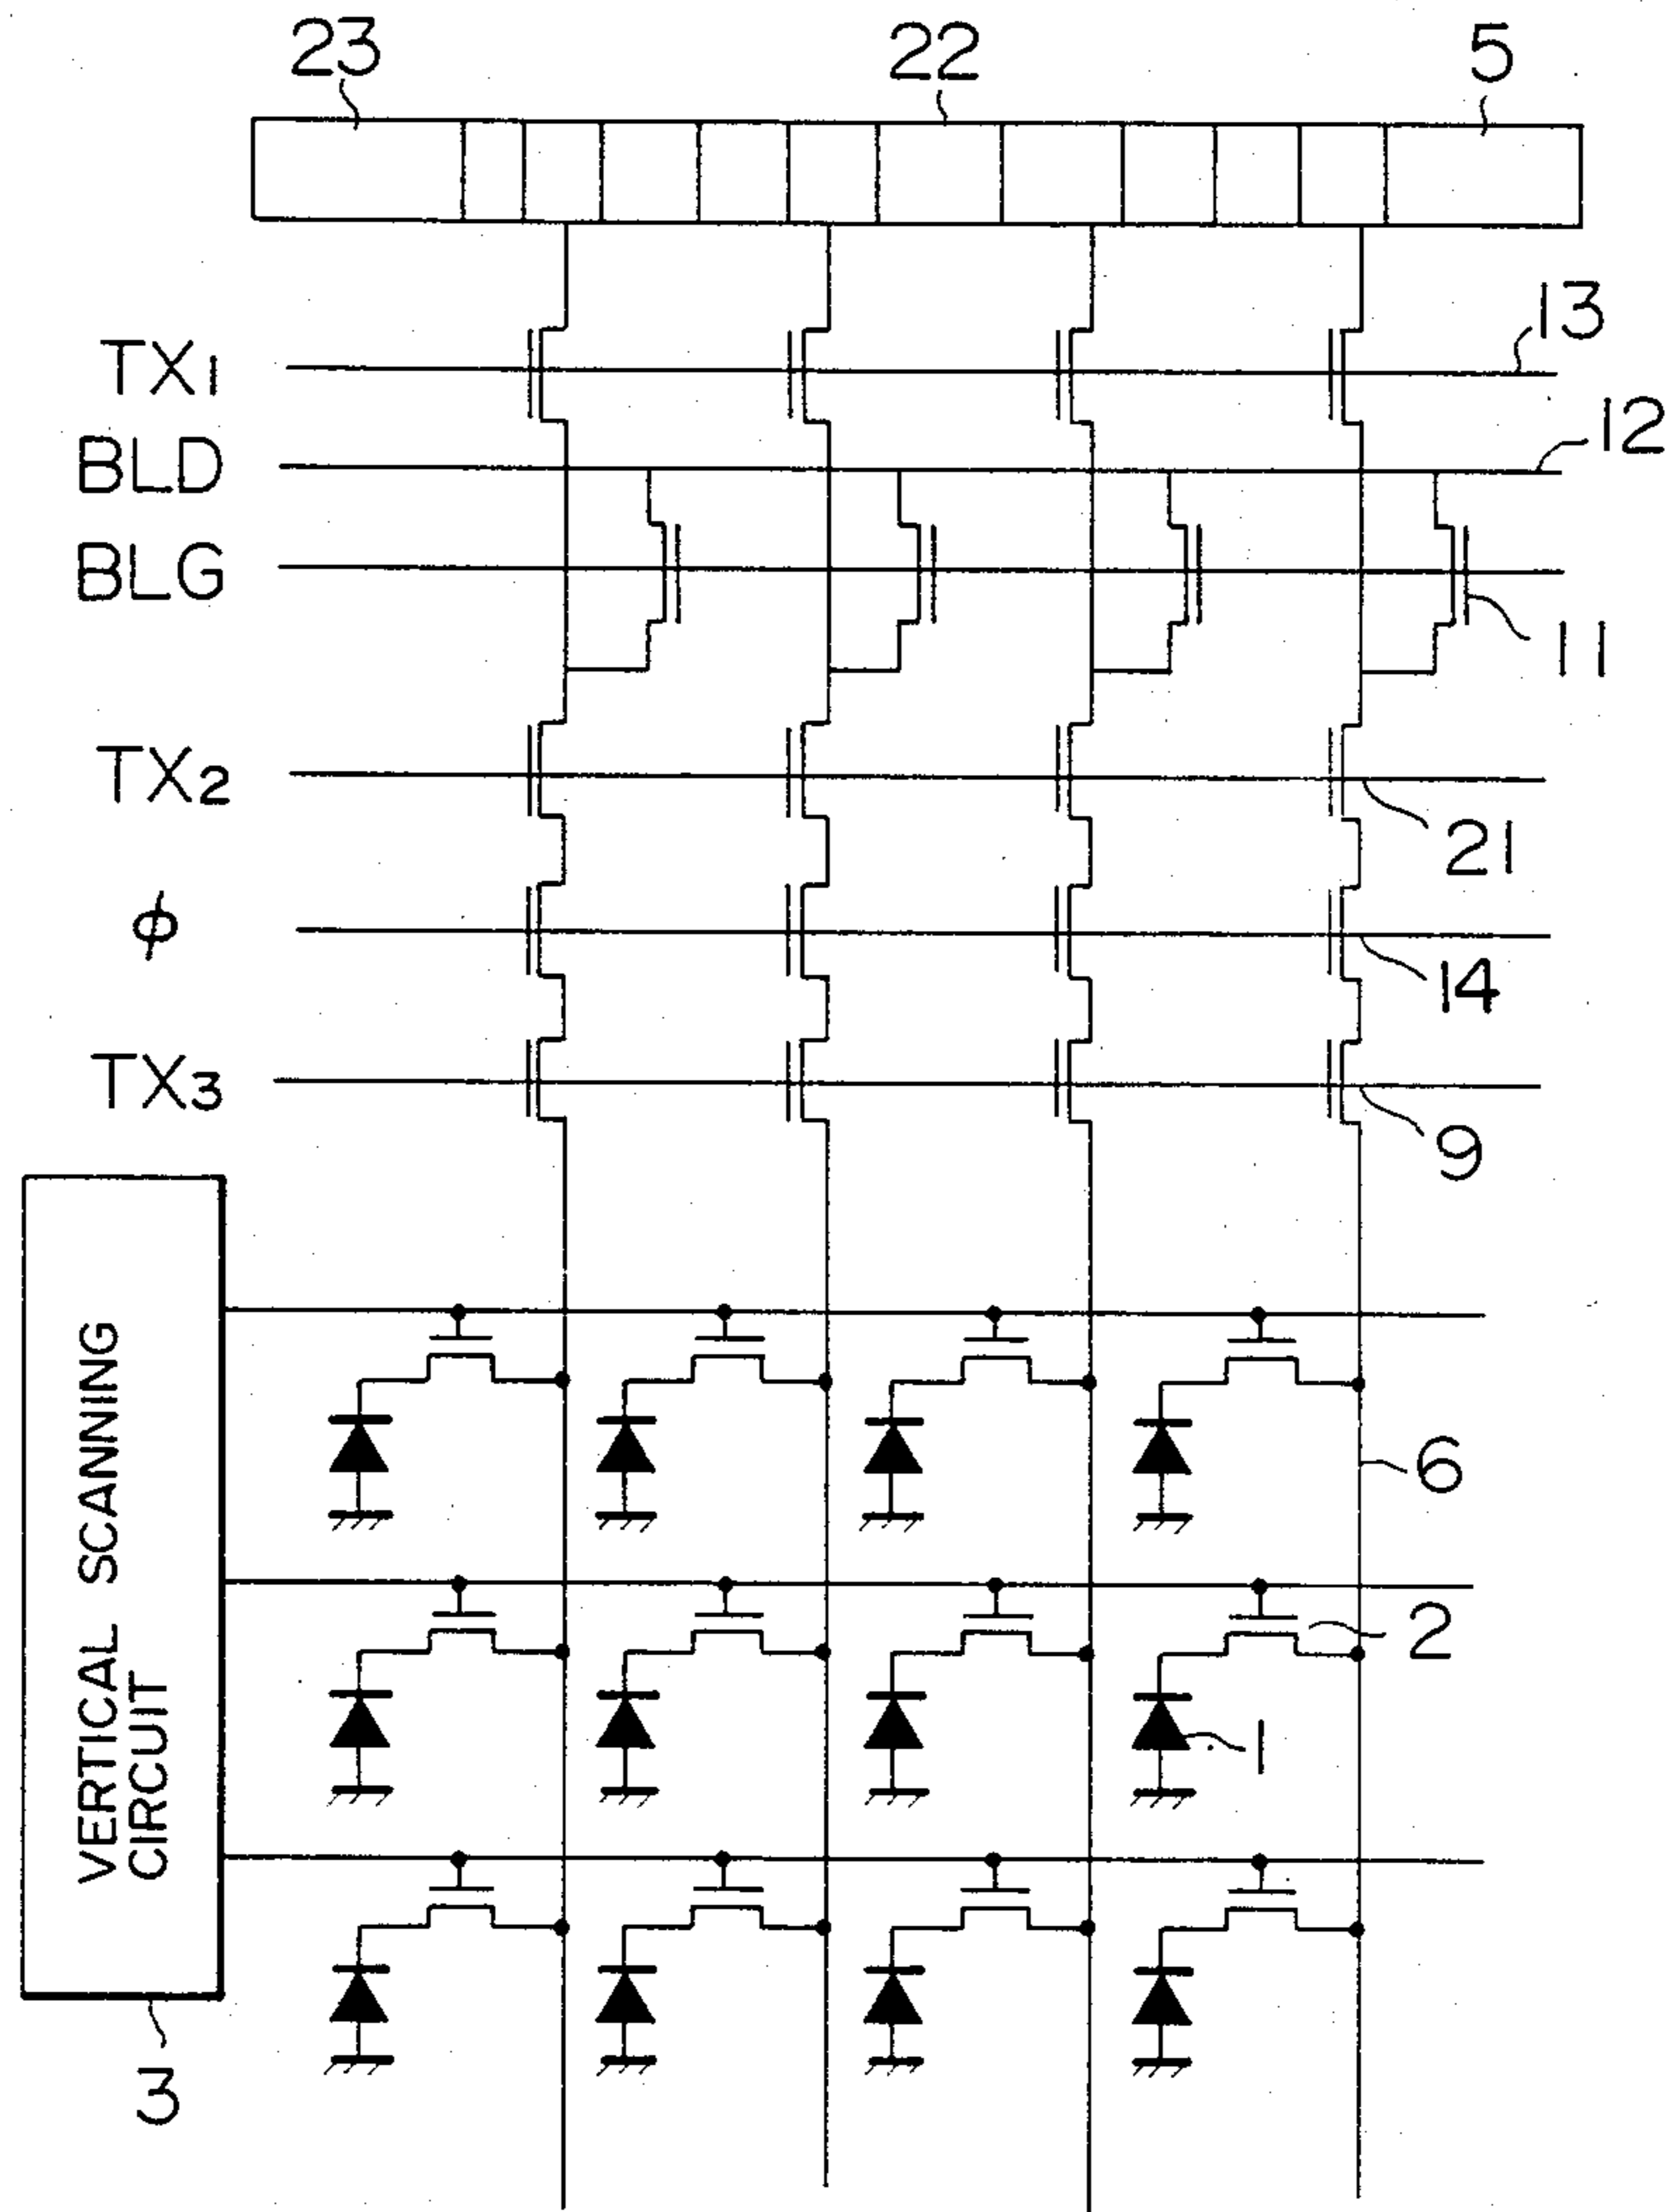 23 22 5
13
TX1
12
BLD
BLG
11
TX2
21
φ
14
TX3
9
VERTICAL SCANNING
CIRCUIT
6
2
1
3